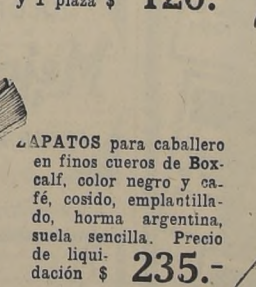 y 1 plaza $ 120.
ZAPATOS para caballero
en finos cueros de Box-
calf, color negro y ca-
fé, cosido, emplantilla-
do, horma argentina,
suela sencilla. Precio
de liqui-
dación $ 235.-